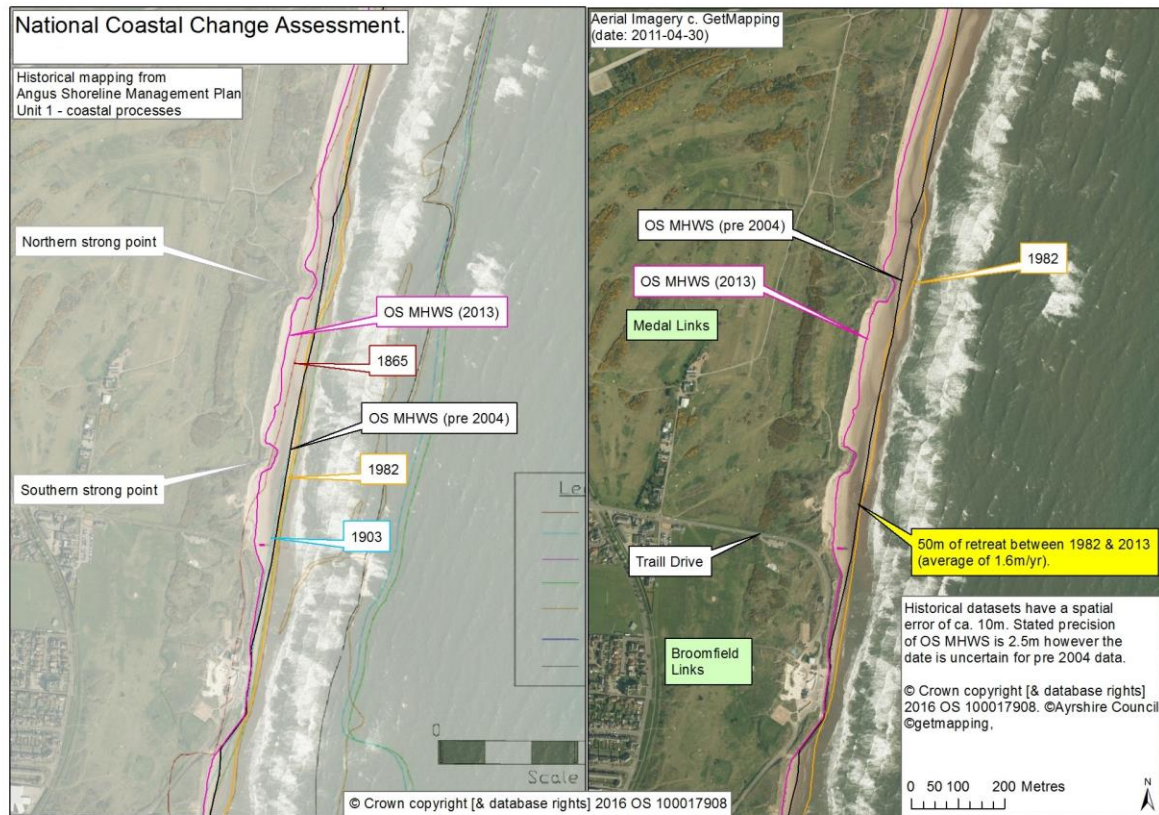 National Coastal Change Assessment.
Historical mapping from
Angus Shoreline Management Plan
Unit 1 - coastal processes
Northern strong point
OS MHWS (2013)
1865
OS MHWS (pre 2004)
Southern strong point
1982
1903
0
Scale
© Crown copyright [& database rights] 2016 OS 100017908
Aerial Imagery c. GetMapping
(date: 2011-04-30)
OS MHWS (pre 2004)
1982
OS MHWS (2013)
Medal Links
50m of retreat between 1982 & 2013
(average of 1.6m/yr).
Traill Drive
Broomfield
Links
Historical datasets have a spatial
error of ca. 10m. Stated precision
of OS MHWS is 2.5m however the
date is uncertain for pre 2004 data.
© Crown copyright [& database rights]
2016 OS 100017908. ©Ayrshire Council
©getmapping,
0 50 100 200 Metres
N